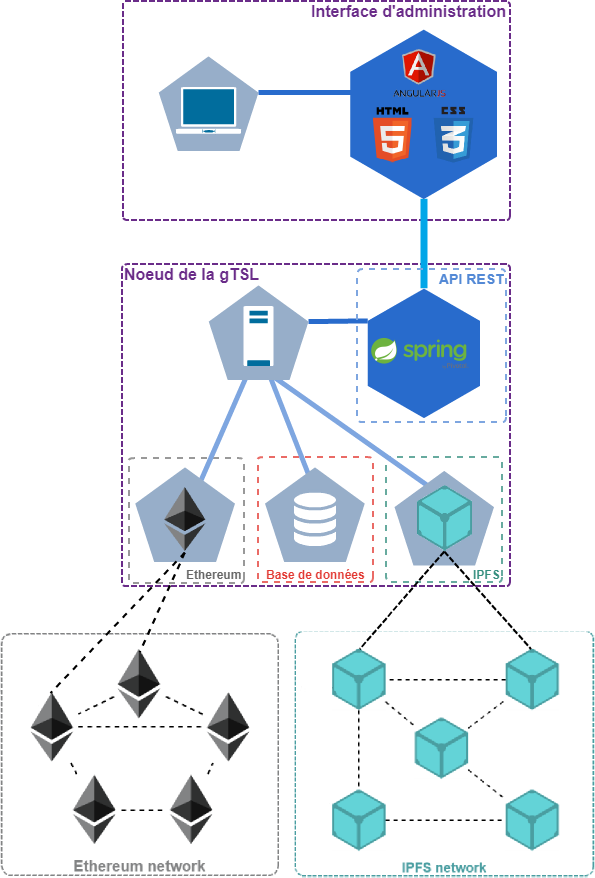 Interface d'administration
ANGULARJS
HTML
CSS
5
3
Noeud de la gTSL
API REST
spring
Ethereum
Base de données
IPFS
Ethereum network
IPFS network